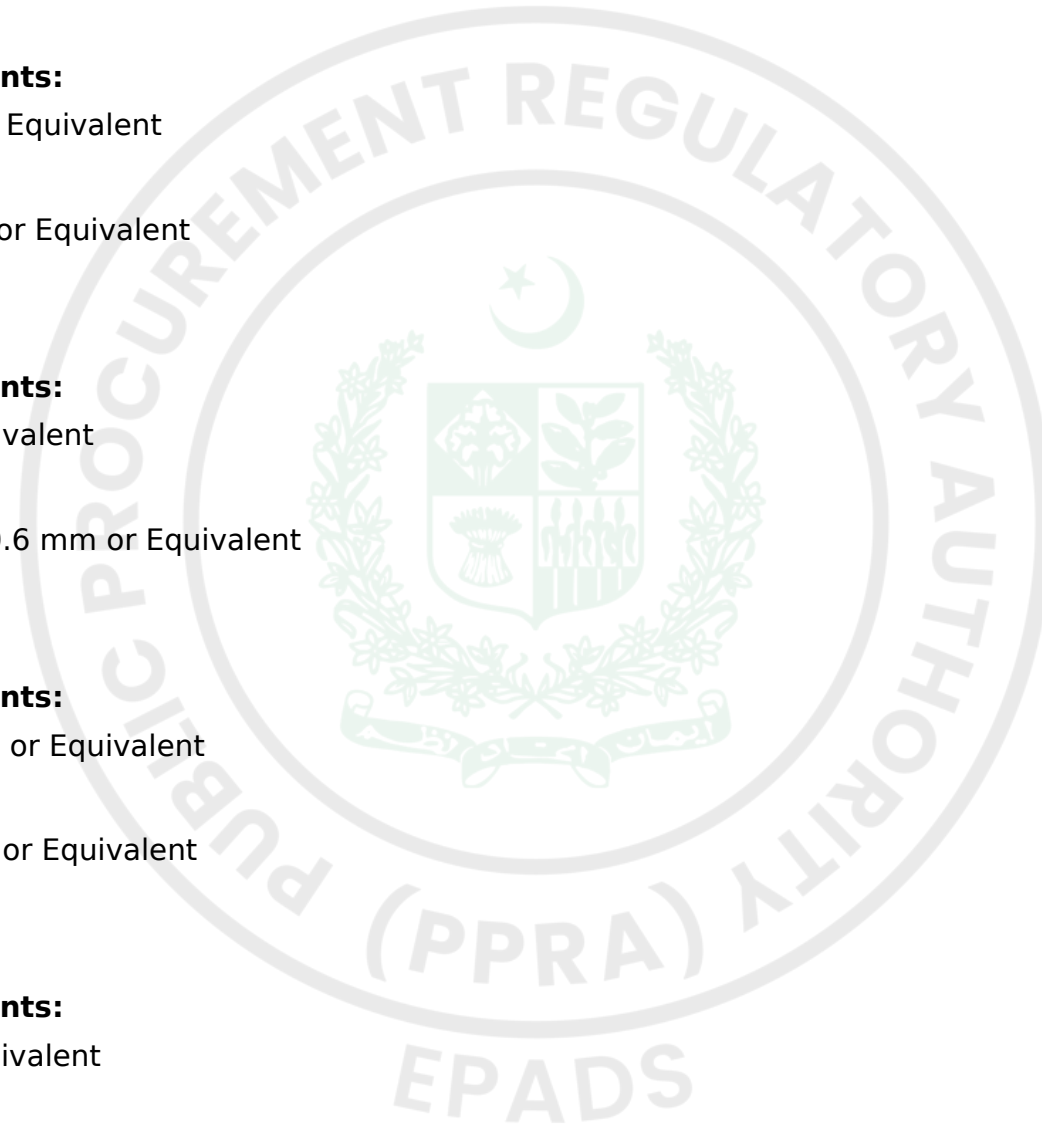 nts:
Equivalent
or Equivalent
nts:
valent
.6 mm or Equivalent
nts:
or Equivalent
or Equivalent
nts:
ivalent
PUBLIC PROCUREMENT REGULATORY AUTHORITY
(PPRA)
EPADS